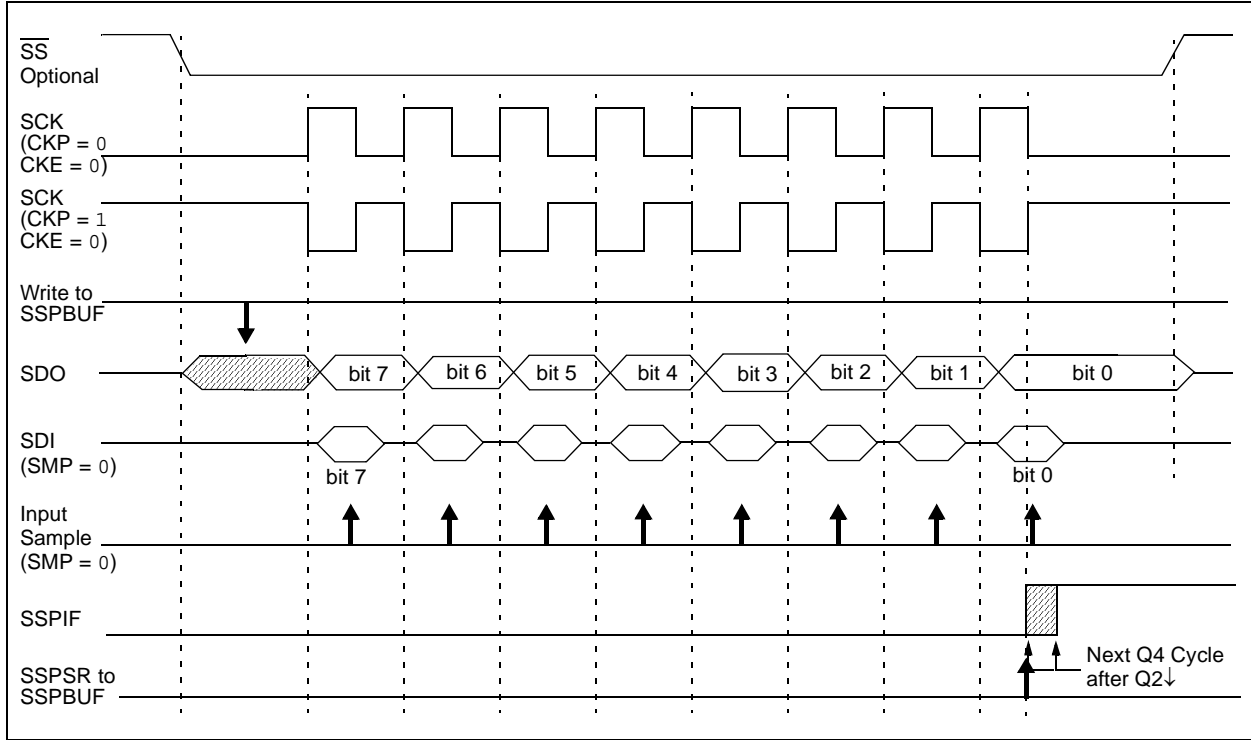 SS
Optional
SCK
(CKP = 0
CKE = 0)
SCK
(CKP = 1
CKE = 0)
Write to
SSPBUF
SDO
bit 7
bit 6
bit 5
bit 4
bit 3
bit 2
bit 1
bit 0
SDI
(SMP = 0)
bit 7
bit 0
Input
Sample
(SMP = 0)
SSPIF
SSPSR to
SSPBUF
Next Q4 Cycle
after Q2↓